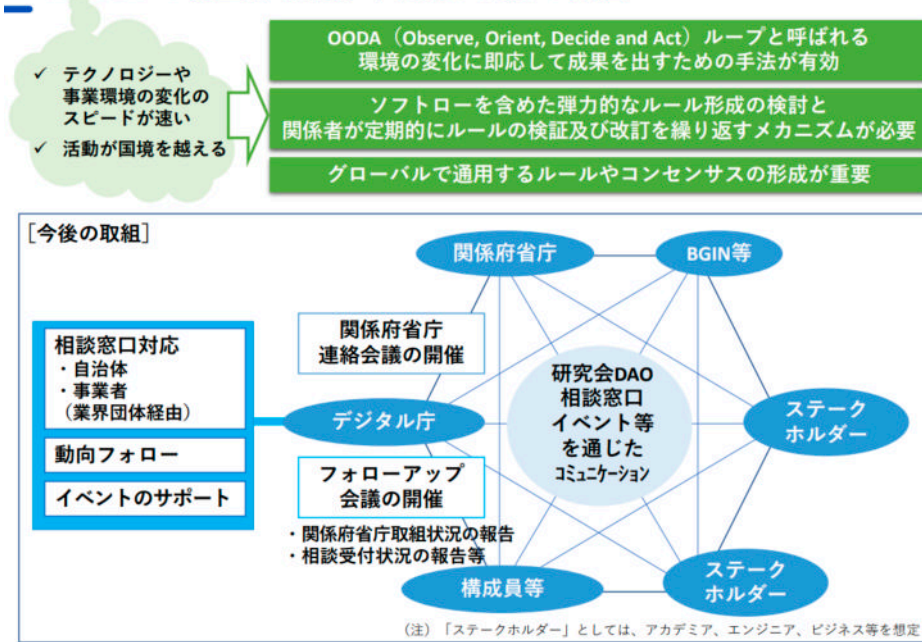 OODA（Observe, Orient, Decide and Act）ループと呼ばれる
環境の変化に即応して成果を出すための手法が有効
✓ テクノロジーや
事業環境の変化の
スピードが速い
✓ 活動が国境を越える
ソフトローを含めた弾力的なルール形成の検討と
関係者が定期的にルールの検証及び改訂を繰り返すメカニズムが必要
グローバルで通用するルールやコンセンサスの形成が重要
［今後の取組］
関係府省庁
BGIN等
関係府省庁
連絡会議の開催
相談窓口対応
・自治体
・事業者
（業界団体経由）
動向フォロー
イベントのサポート
デジタル庁
研究会DAO
相談窓口
イベント等
を通じた
ｺﾐｭﾆｹｰｼｮﾝ
ステーク
ホルダー
フォローアップ
会議の開催
・関係府省庁取組状況の報告
・相談受付状況の報告等
構成員等
ステーク
ホルダー
（注）「ステークホルダー」としては、アカデミア、エンジニア、ビジネス等を想定